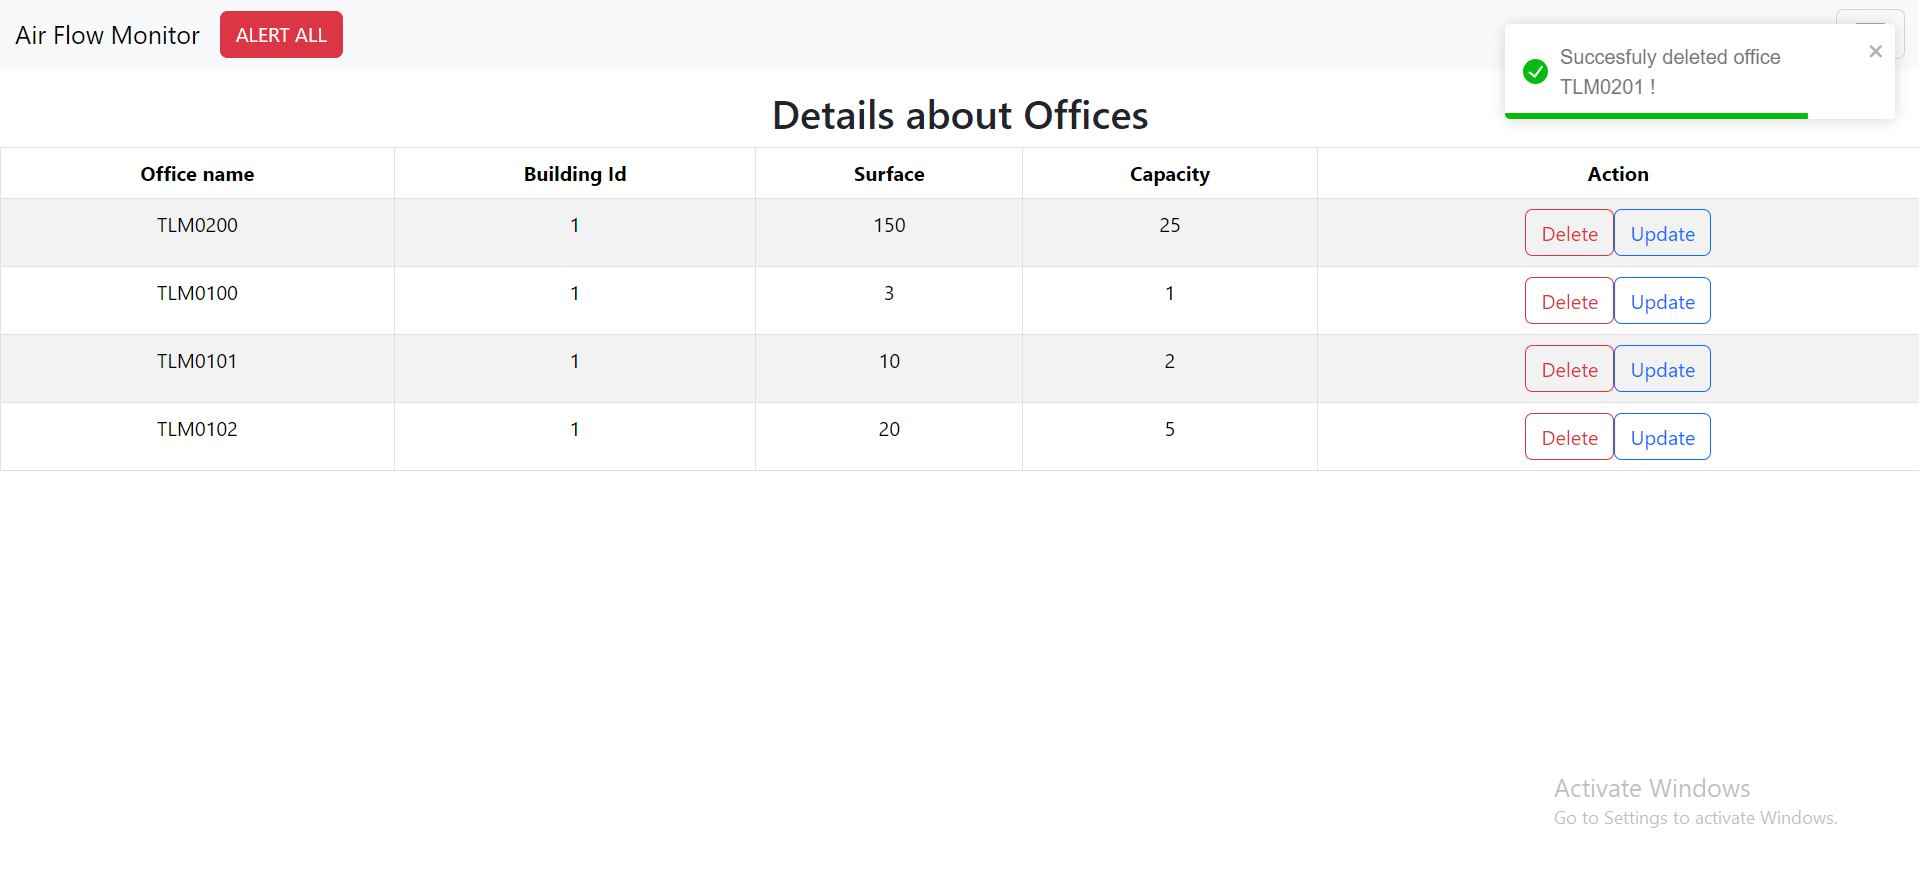 Air Flow Monitor ALERT ALL
Succesfuly deleted office
TLM0201 !
Details about Offices
Office name Building Id Surface Capacity Action
TLM0200 1 150 25 Delete Update
TLM0100 1 3 1 Delete Update
TLM0101 1 10 2 Delete Update
TLM0102 1 20 5 Delete Update
Activate Windows
Go to Settings to activate Windows.